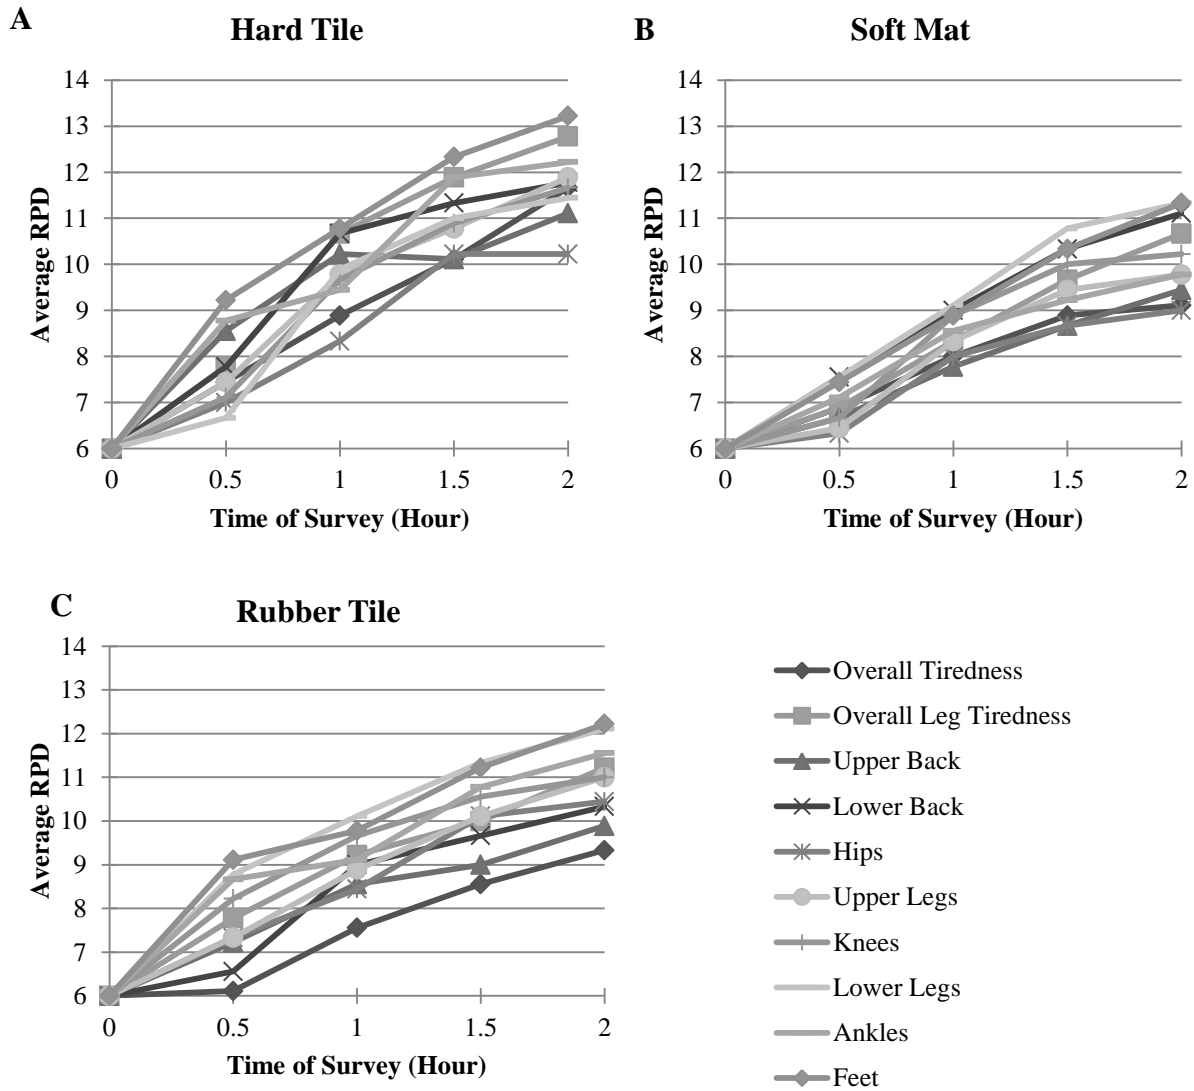 A
Hard Tile
14
13
12
11
10
9
8
7
6
Average RPD
0 0.5 1 1.5 2
Time of Survey (Hour)
B
Soft Mat
14
13
12
11
10
9
8
7
6
Average RPD
0 0.5 1 1.5 2
Time of Survey (Hour)
C
Rubber Tile
14
13
12
11
10
9
8
7
6
Average RPD
0 0.5 1 1.5 2
Time of Survey (Hour)
Overall Tiredness
Overall Leg Tiredness
Upper Back
Lower Back
Hips
Upper Legs
Knees
Lower Legs
Ankles
Feet